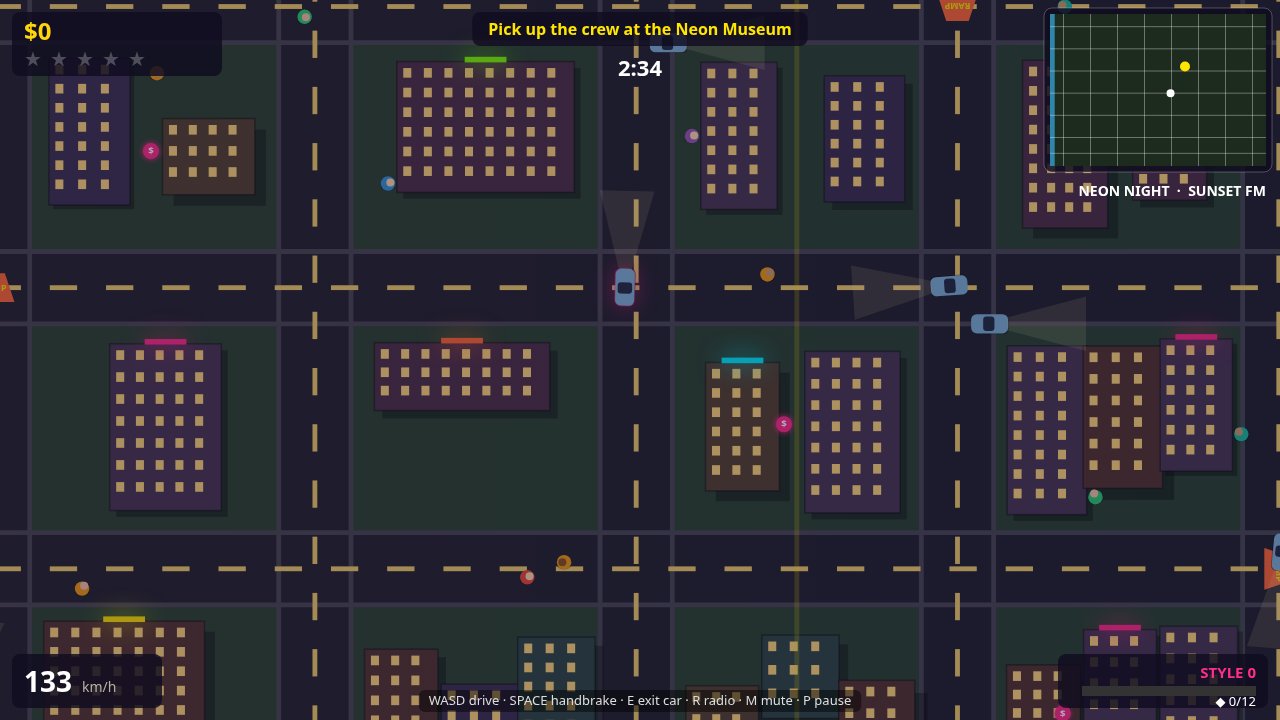 $0
Pick up the crew at the Neon Museum
2:34
RAMP
NEON NIGHT · SUNSET FM
$
$
133 km/h
WASD drive · SPACE handbrake · E exit car · R radio · M mute · P pause
STYLE 0
◆ 0/12
$